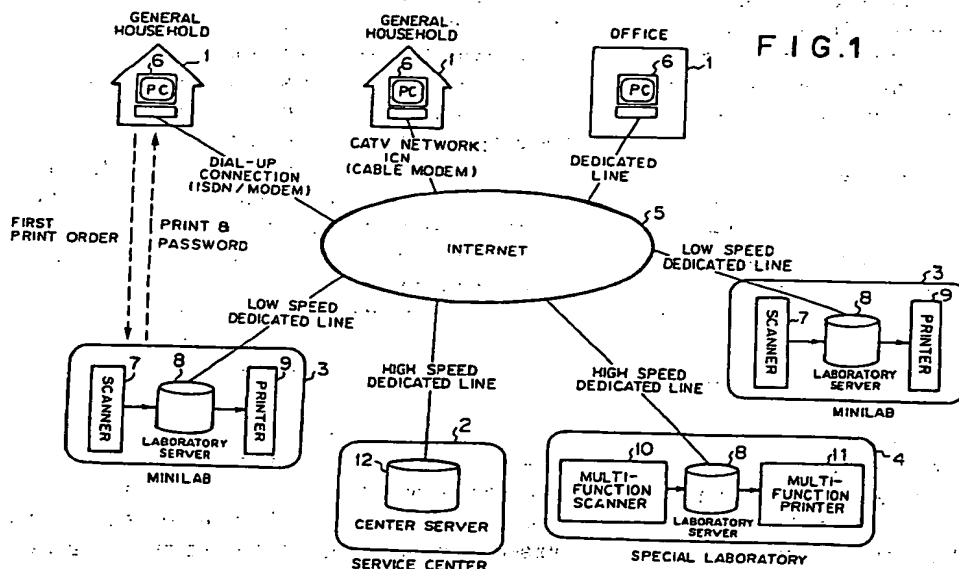 GENERAL
HOUSEHOLD
6
1
PC
GENERAL
HOUSEHOLD
6
1
PC
OFFICE
6
1
PC
FIG.1
DIAL-UP
CONNECTION
(ISDN/MODEM)
CATV NETWORK:
ICN
(CABLE MODEM)
DEDICATED
LINE
FIRST
PRINT ORDER
PRINT &
PASSWORD
INTERNET
5
LOW SPEED
DEDICATED LINE
LOW SPEED
DEDICATED LINE
HIGH SPEED
DEDICATED LINE
HIGH SPEED
DEDICATED LINE
7
SCANNER
8
LABORATORY
SERVER
9
PRINTER
3
MINILAB
7
SCANNER
8
LABORATORY
SERVER
9
PRINTER
3
MINILAB
2
12
CENTER SERVER
SERVICE CENTER
10
MULTI-
FUNCTION
SCANNER
8
LABORATORY
SERVER
11
MULTI-
FUNCTION
PRINTER
4
SPECIAL LABORATORY